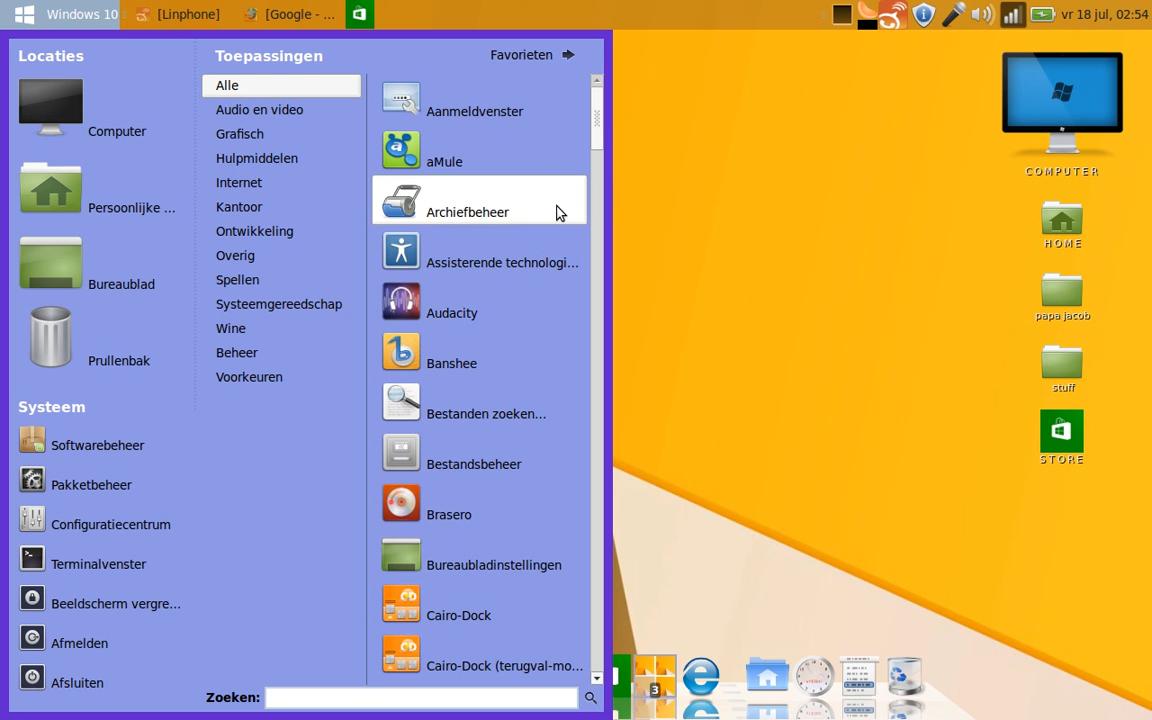 Windows 10
[Linphone]
[Google - ...
vr 18 jul, 02:54
Locaties
Computer
Persoonlijke ...
Bureaublad
Prullenbak
Systeem
Softwarebeheer
Pakketbeheer
Configuratiecentrum
Terminalvenster
Beeldscherm vergre...
Afmelden
Afsluiten
Toepassingen
Favorieten
Alle
Audio en video
Grafisch
Hulpmiddelen
Internet
Kantoor
Ontwikkeling
Overig
Spellen
Systeemgereedschap
Wine
Beheer
Voorkeuren
Aanmeldvenster
aMule
Archiefbeheer
Assisterende technologi...
Audacity
Banshee
Bestanden zoeken...
Bestandsbeheer
Brasero
Bureaubladinstellingen
Cairo-Dock
Cairo-Dock (terugval-mo...
Zoeken:
COMPUTER
HOME
papa jacob
stuff
STORE
3